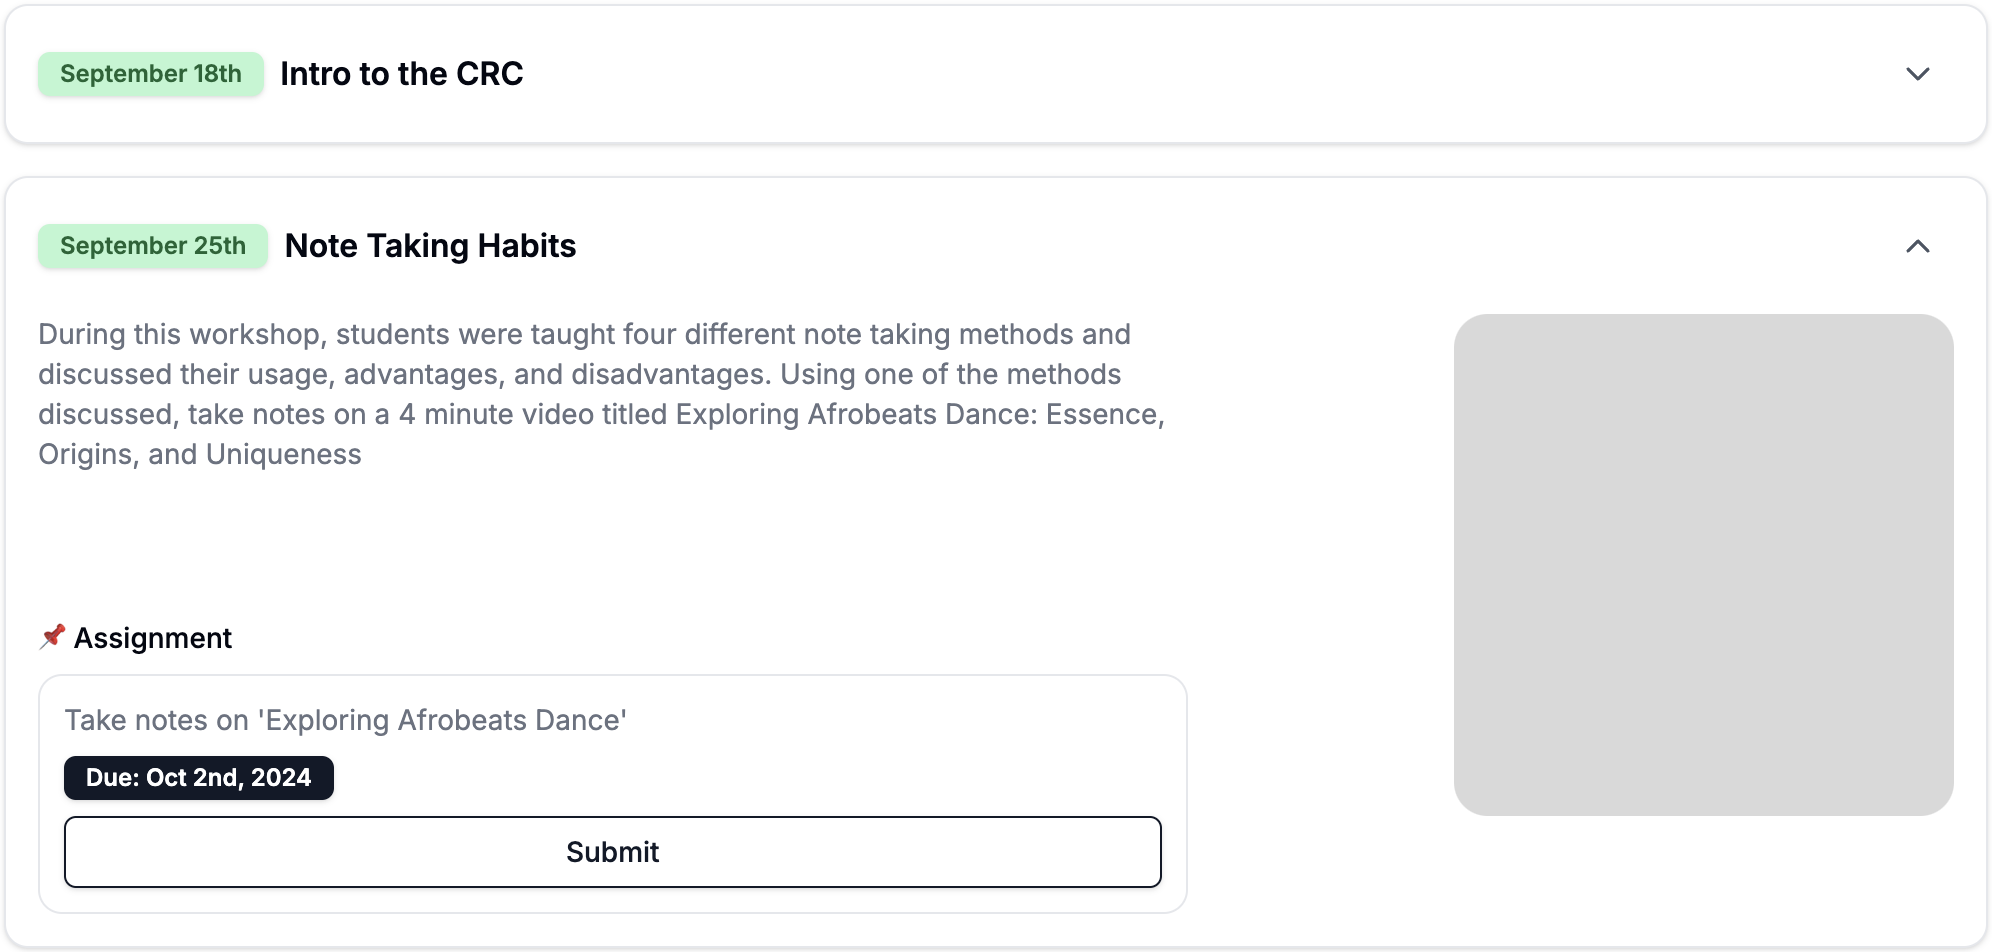 September 18th Intro to the CRC
September 25th Note Taking Habits
During this workshop, students were taught four different note taking methods and
discussed their usage, advantages, and disadvantages. Using one of the methods
discussed, take notes on a 4 minute video titled Exploring Afrobeats Dance: Essence,
Origins, and Uniqueness
📌 Assignment
Take notes on 'Exploring Afrobeats Dance'
Due: Oct 2nd, 2024
Submit